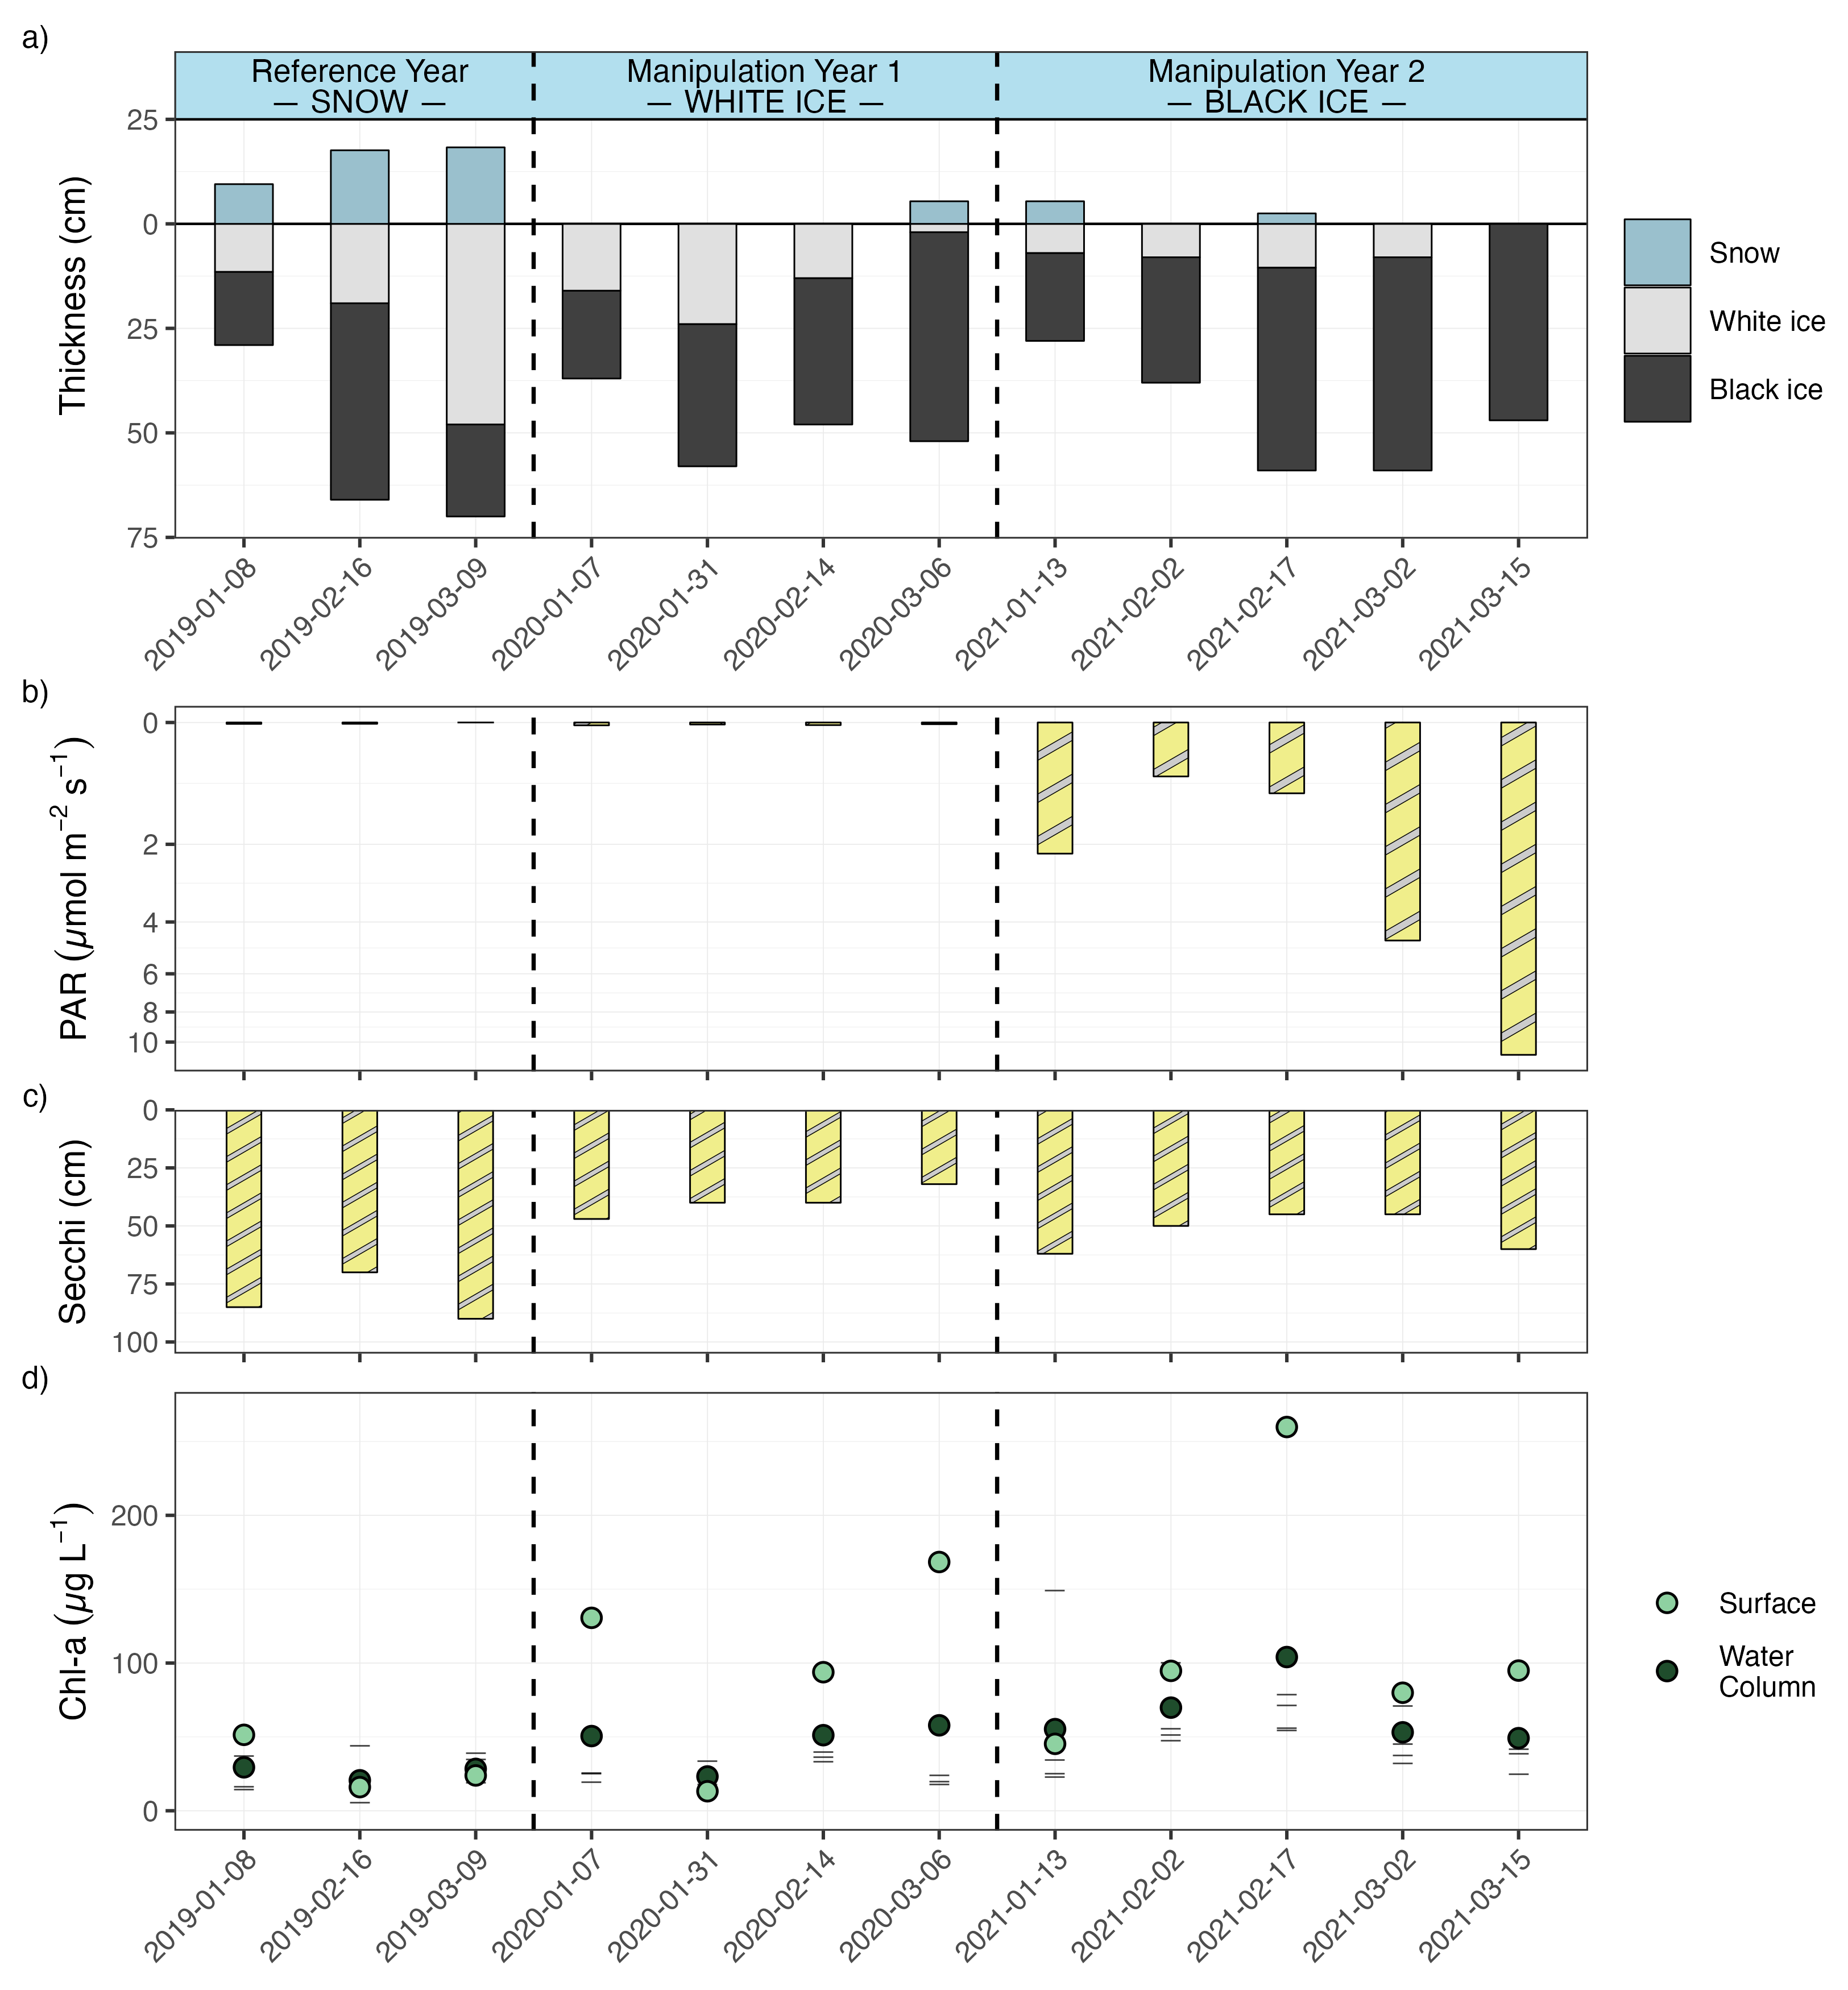 a)
Reference Year
— SNOW —
Manipulation Year 1
— WHITE ICE —
Manipulation Year 2
— BLACK ICE —
Thickness (cm)
25
0
25
50
75
2019-01-08
2019-02-16
2019-03-09
2020-01-07
2020-01-31
2020-02-14
2020-03-06
2021-01-13
2021-02-02
2021-02-17
2021-03-02
2021-03-15
Snow
White ice
Black ice
b)
PAR (µmol m⁻² s⁻¹)
0
2
4
6
8
10
c)
Secchi (cm)
0
25
50
75
100
d)
Chl-a (µg L⁻¹)
200
100
0
2019-01-08
2019-02-16
2019-03-09
2020-01-07
2020-01-31
2020-02-14
2020-03-06
2021-01-13
2021-02-02
2021-02-17
2021-03-02
2021-03-15
Surface
Water
Column